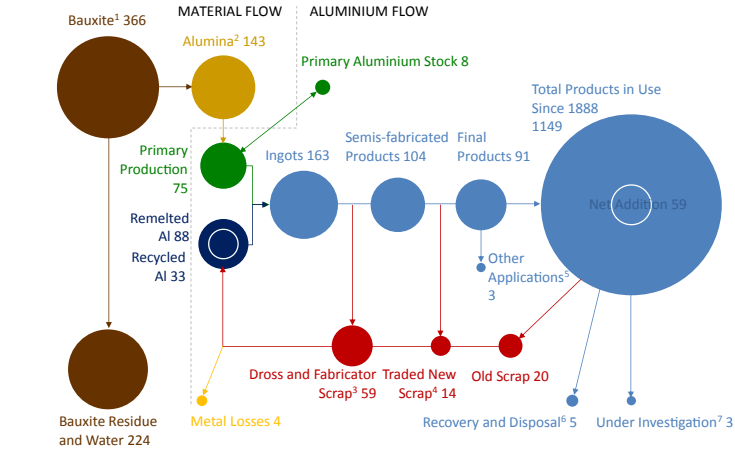 MATERIAL FLOW
ALUMINIUM FLOW
Bauxite¹ 366
Alumina² 143
Primary Aluminium Stock 8
Total Products in Use
Since 1888
1149
Primary
Production
75
Ingots 163
Semis-fabricated
Products 104
Final
Products 91
Net Addition 59
Remelted
Al 88
Recycled
Al 33
Other
Applications⁵
3
Dross and Fabricator
Scrap³ 59
Traded New
Scrap⁴ 14
Old Scrap 20
Bauxite Residue
and Water 224
Metal Losses 4
Recovery and Disposal⁶ 5
Under Investigation⁷ 3